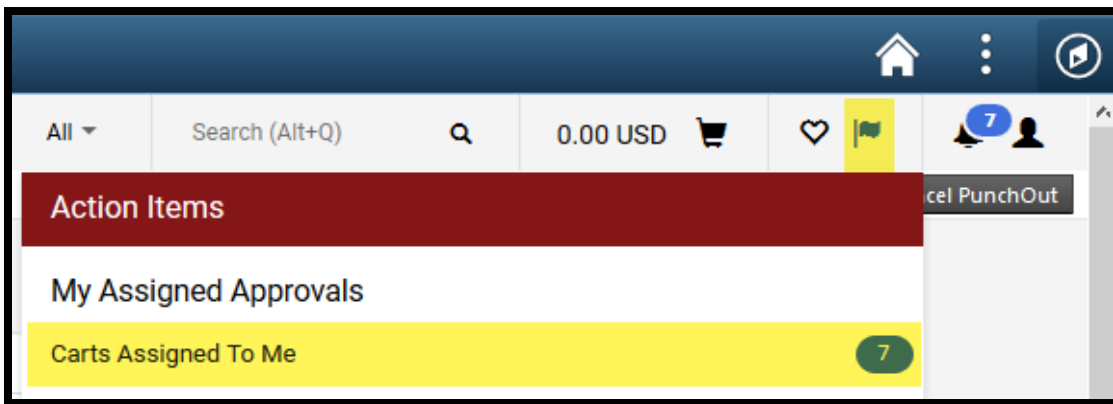 All Search (Alt+Q) 0.00 USD 7
Action Items
cel PunchOut
My Assigned Approvals
Carts Assigned To Me 7